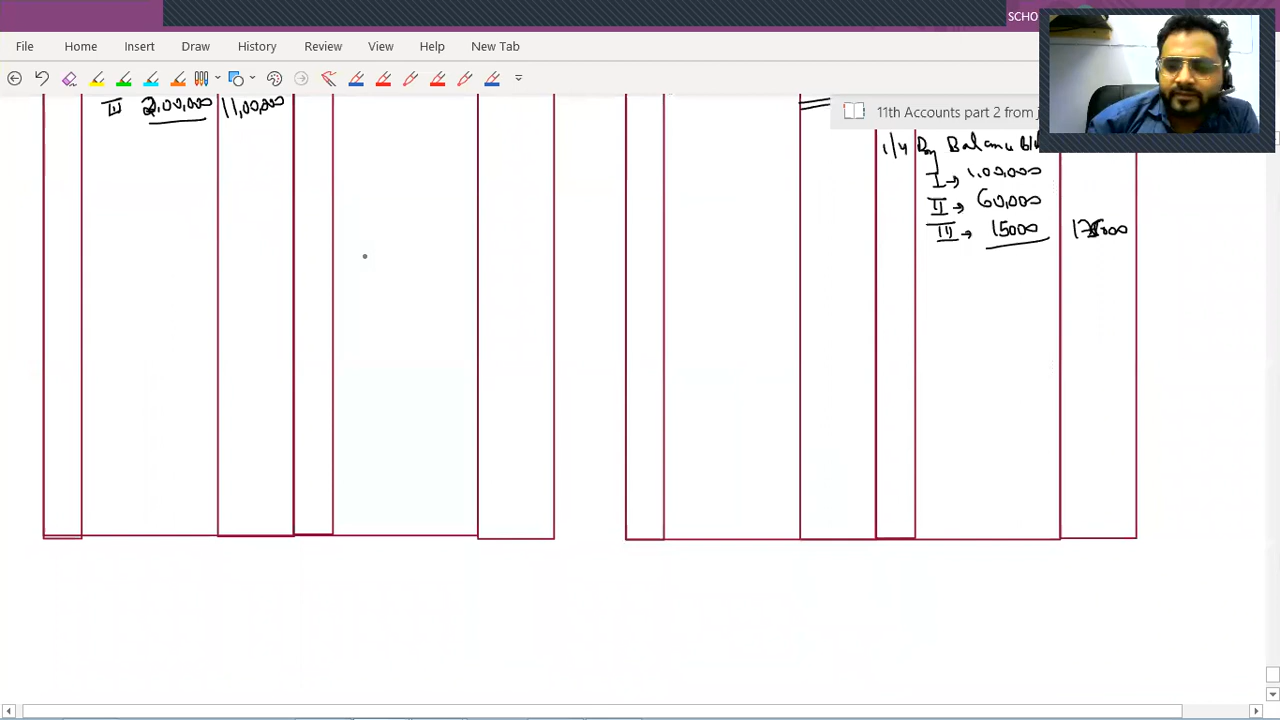 SCHO
File Home Insert Draw History Review View Help New Tab
11th Accounts part 2 from j
III 2,00,000 11,00,000
1/4 By Balance B/
I → 1,00,000
II → 60,000
III → 15000